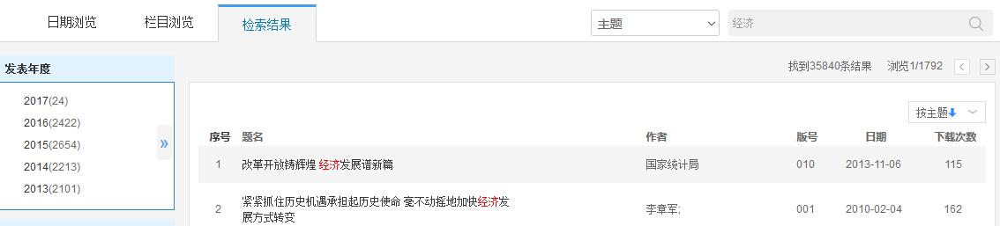 日期浏览 栏目浏览 检索结果 主题 经济
找到35840条结果 浏览1/1792
发表年度
2017(24)
2016(2422)
2015(2654)
2014(2213)
2013(2101)
按主题
序号 题名 作者 版号 日期 下载次数
1 改革开放铸辉煌 经济发展谱新篇 国家统计局 010 2013-11-06 115
2 紧紧抓住历史机遇承担起历史使命 毫不动摇地加快经济发
展方式转变 李章军; 001 2010-02-04 162